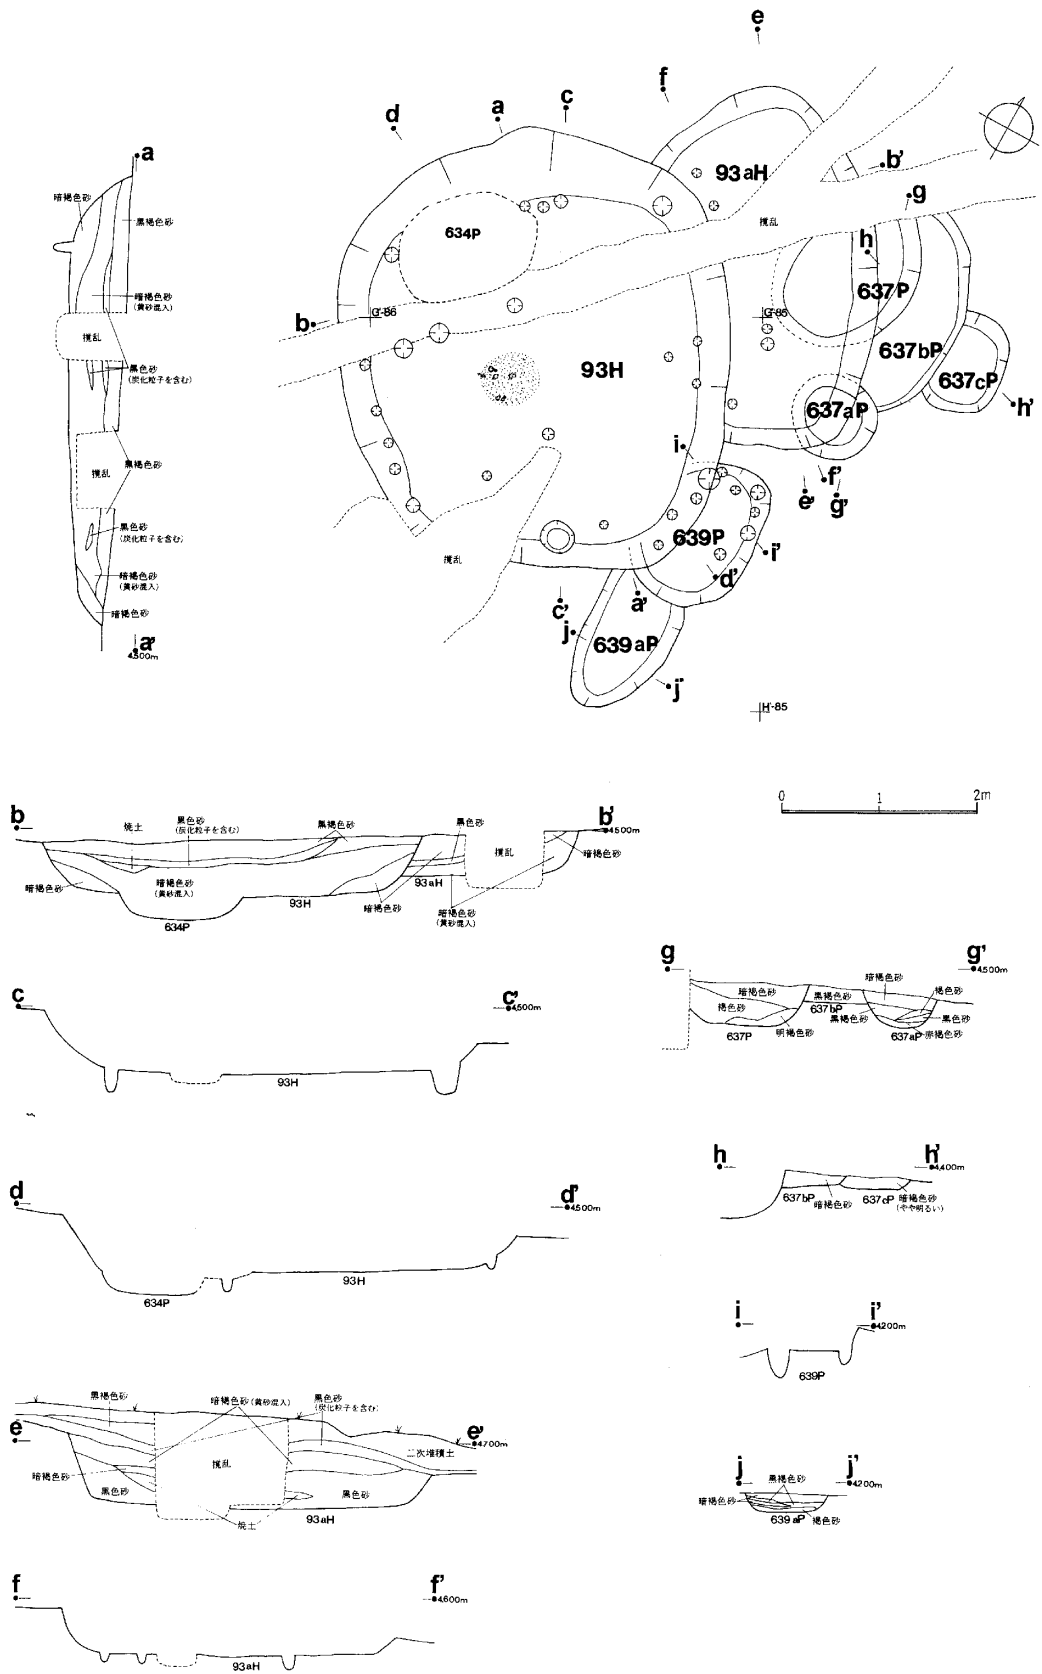 e
f
a
c
d
a
暗褐色砂
黒褐色砂
93aH
b'
g
634P
撹乱
h
暗褐色砂
(黄砂混入)
637P
b
G'-86
G'-85
撹乱
637bP
黒色砂
(炭化粒子を含む)
93H
637cP
h'
637aP
i
撹乱
黒褐色砂
f'
e'
g'
黒色砂
(炭化粒子を含む)
639P
撹乱
i'
暗褐色砂
(黄砂混入)
d'
暗褐色砂
a'
c'
j
a'
4,500m
639aP
j'
H'-85
0 1 2m
b
焼土
黒色砂
(炭化粒子を含む)
黒褐色砂
黒色砂
b'
4,500m
撹乱
暗褐色砂
暗褐色砂
暗褐色砂
(黄砂混入)
93H
93aH
暗褐色砂
暗褐色砂
(黄砂混入)
634P
g
g'
4,500m
暗褐色砂
褐色砂
暗褐色砂
黒褐色砂
637bP
褐色砂
黒褐色砂
黒色砂
637P
明褐色砂
637aP
赤褐色砂
c
c'
4,500m
93H
h
h'
4,400m
637bP
暗褐色砂
637cP
暗褐色砂
(やや明るい)
d
d'
4,500m
93H
634P
i
i'
4,200m
639P
黒褐色砂
暗褐色砂(黄砂混入)
黒色砂
(炭化粒子を含む)
e
e'
4,700m
二次堆積土
撹乱
暗褐色砂
黒色砂
黒色砂
93aH
焼土
j
j'
4,200m
黒褐色砂
暗褐色砂
639aP
褐色砂
f
f'
4,600m
93aH